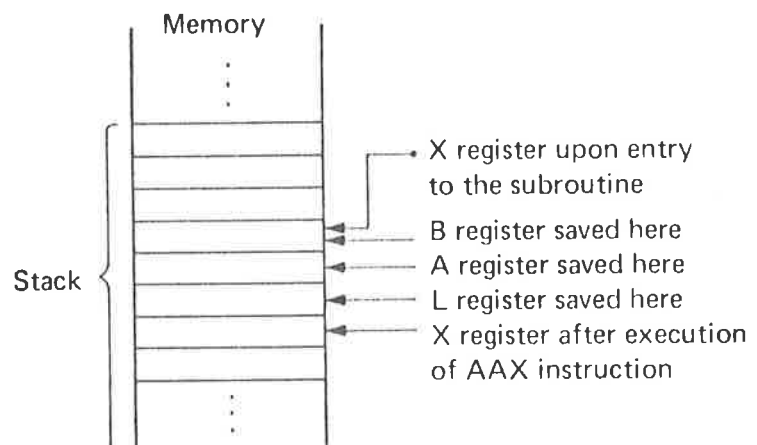 Memory
X register upon entry
to the subroutine
B register saved here
A register saved here
Stack
L register saved here
X register after execution
of AAX instruction